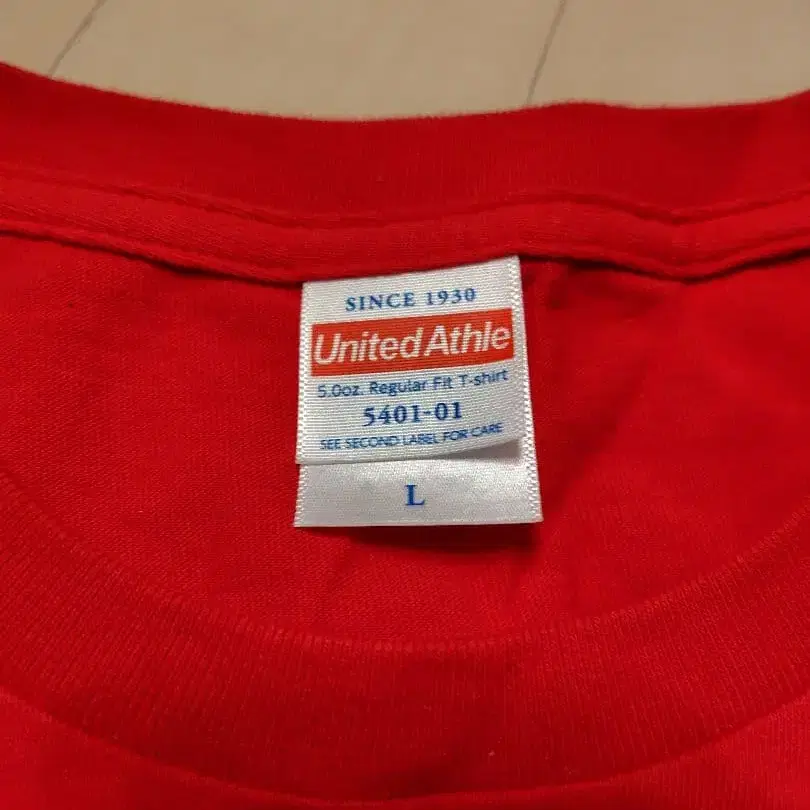 SINCE 1930
United Athle
5.0oz. Regular Fit T-shirt
5401-01
SEE SECOND LABEL FOR CARE
L